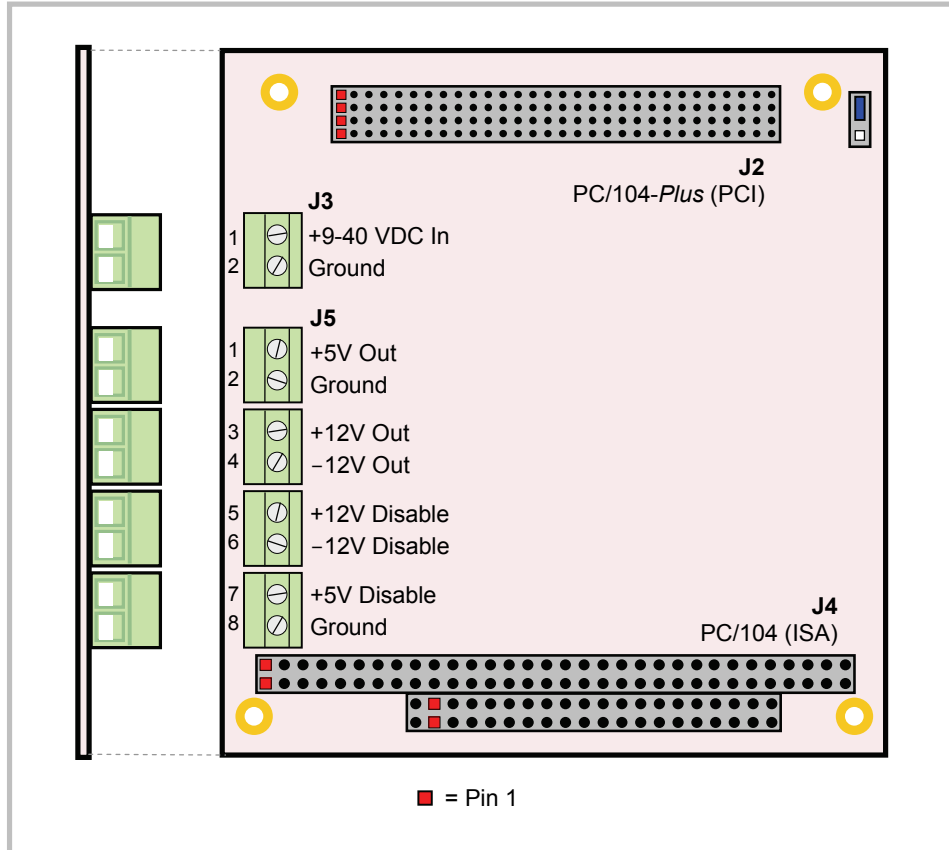 J2
PC/104-Plus (PCI)
J3
1 +9-40 VDC In
2 Ground
J5
1 +5V Out
2 Ground
3 +12V Out
4 −12V Out
5 +12V Disable
6 −12V Disable
7 +5V Disable
8 Ground
J4
PC/104 (ISA)
= Pin 1